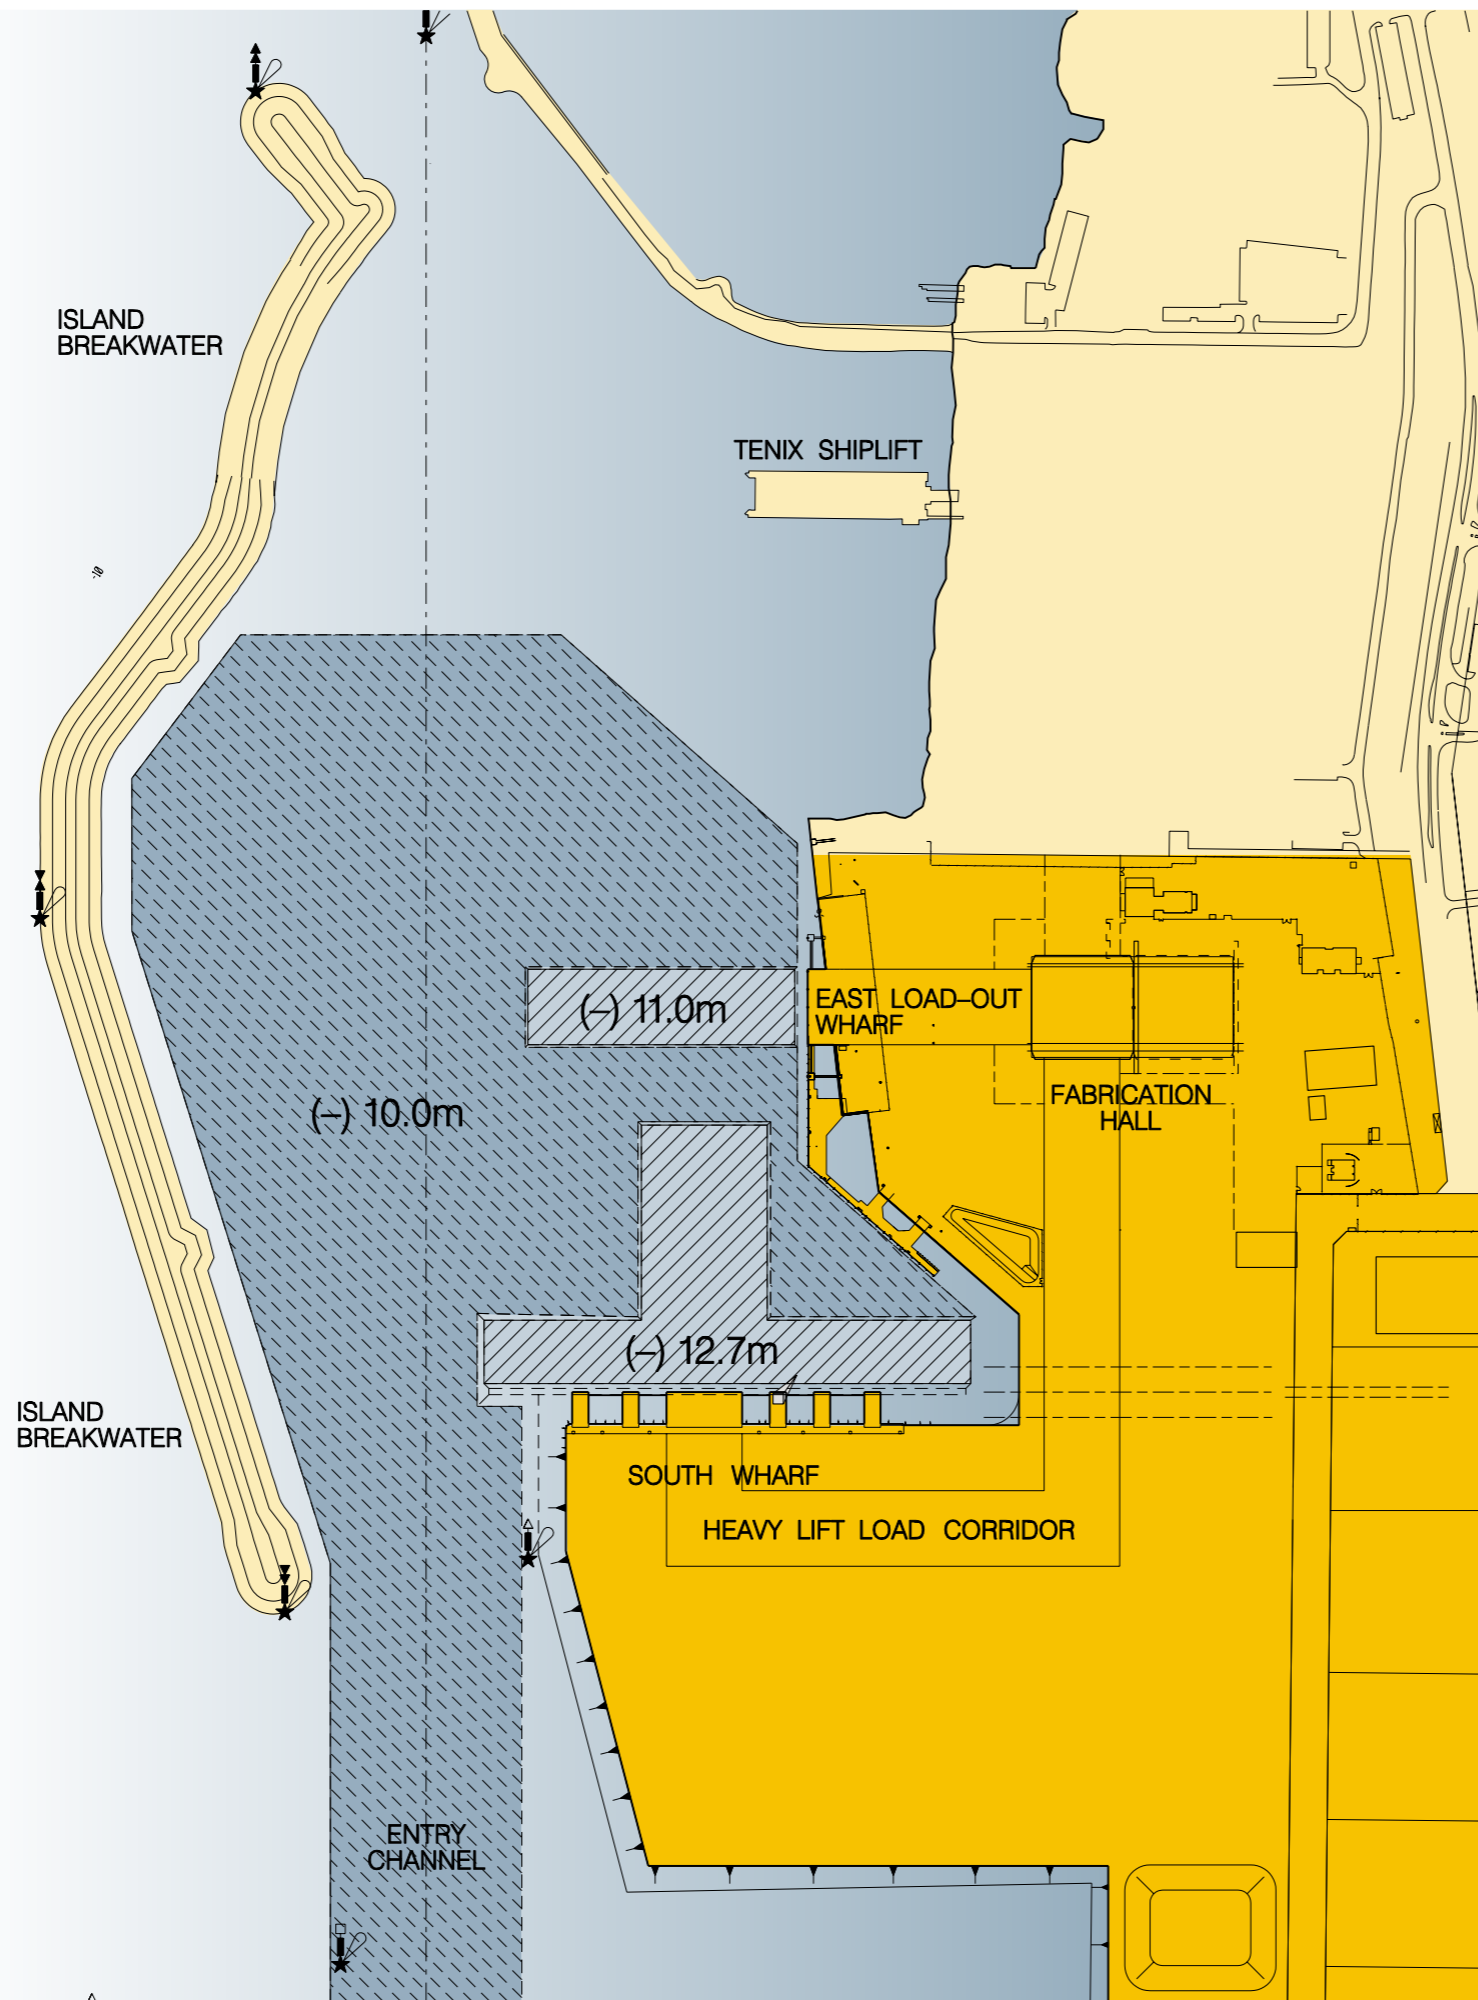 ISLAND
BREAKWATER
TENIX SHIPLIFT
-10
(–) 11.0m
EAST LOAD–OUT
WHARF
(–) 10.0m
FABRICATION
HALL
(–) 12.7m
ISLAND
BREAKWATER
SOUTH WHARF
HEAVY LIFT LOAD CORRIDOR
ENTRY
CHANNEL